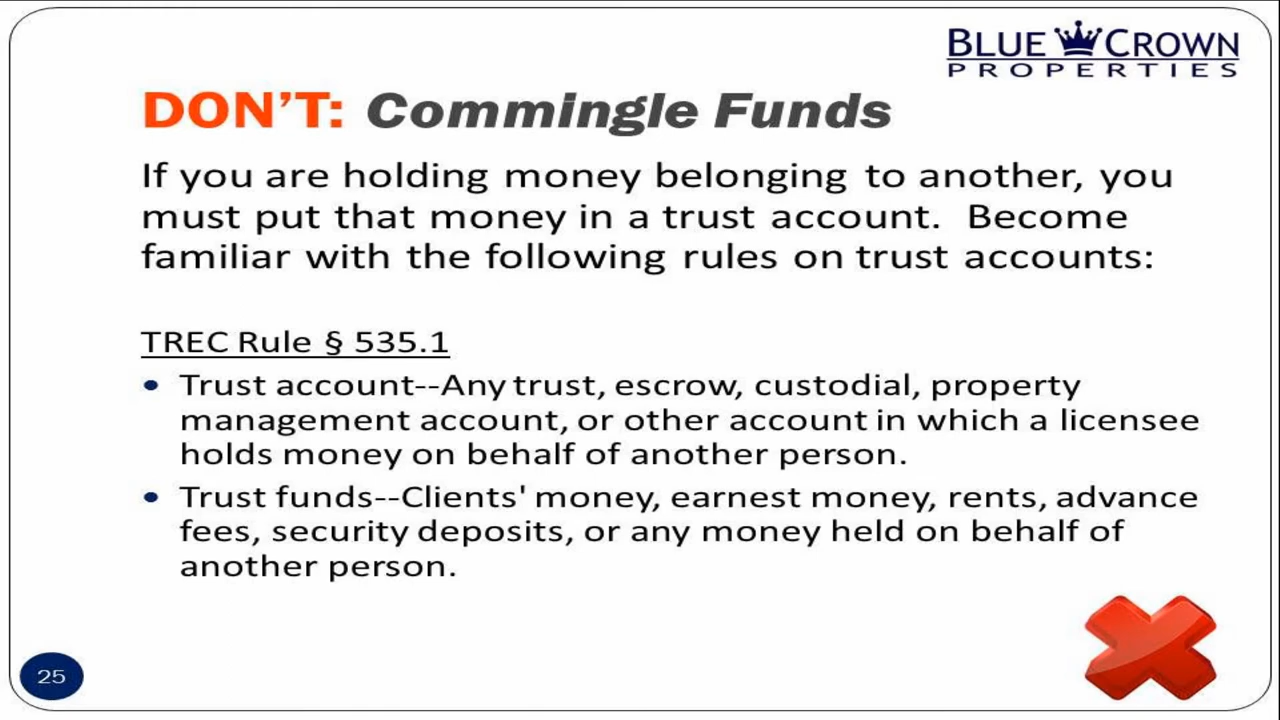 BLUE CROWN
PROPERTIES
DON'T: Commingle Funds
If you are holding money belonging to another, you
must put that money in a trust account. Become
familiar with the following rules on trust accounts:
TREC Rule § 535.1
• Trust account--Any trust, escrow, custodial, property
management account, or other account in which a licensee
holds money on behalf of another person.
• Trust funds--Clients' money, earnest money, rents, advance
fees, security deposits, or any money held on behalf of
another person.
25